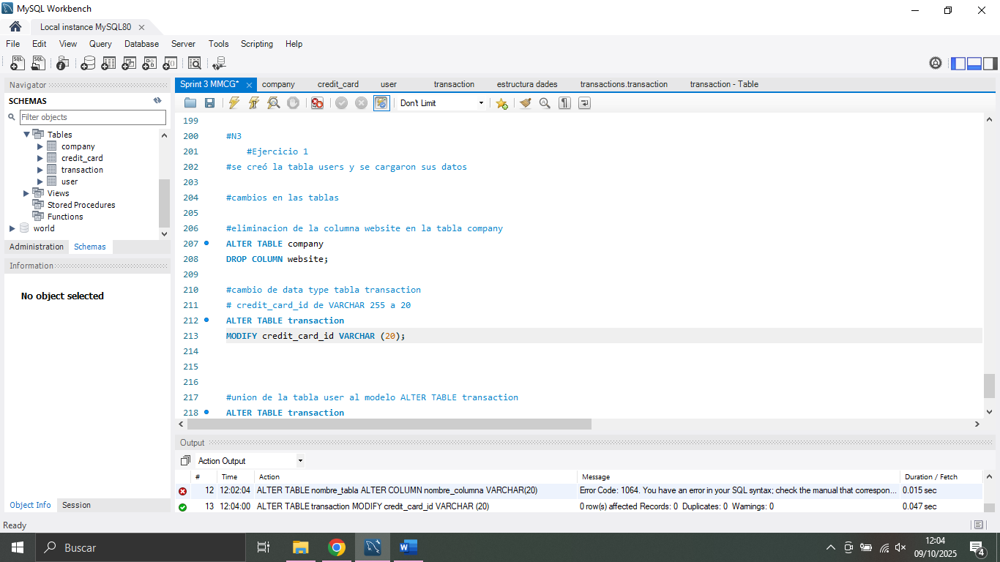 MySQL Workbench
Local instance MySQL80
File Edit View Query Database Server Tools Scripting Help
Navigator
SCHEMAS
Filter objects
Tables
company
credit_card
transaction
user
Views
Stored Procedures
Functions
world
Administration Schemas
Information
No object selected
Object Info Session
Sprint 3 MMCG* company credit_card user transaction estructura dades transactions.transaction transaction - Table
Don't Limit
199
200 #N3
201 #Ejercicio 1
202 #se creó la tabla users y se cargaron sus datos
203
204 #cambios en las tablas
205
206 #eliminacion de la columna website en la tabla company
207 ALTER TABLE company
208 DROP COLUMN website;
209
210 #cambio de data type tabla transaction
211 # credit_card_id de VARCHAR 255 a 20
212 ALTER TABLE transaction
213 MODIFY credit_card_id VARCHAR (20);
214
215
216
217 #union de la tabla user al modelo ALTER TABLE transaction
218 ALTER TABLE transaction
Output
Action Output
# Time Action Message Duration / Fetch
12 12:02:04 ALTER TABLE nombre_tabla ALTER COLUMN nombre_columna VARCHAR(20) Error Code: 1064. You have an error in your SQL syntax; check the manual that correspon... 0.015 sec
13 12:04:00 ALTER TABLE transaction MODIFY credit_card_id VARCHAR (20) 0 row(s) affected Records: 0 Duplicates: 0 Warnings: 0 0.047 sec
Ready
Buscar
12:04
09/10/2025
4